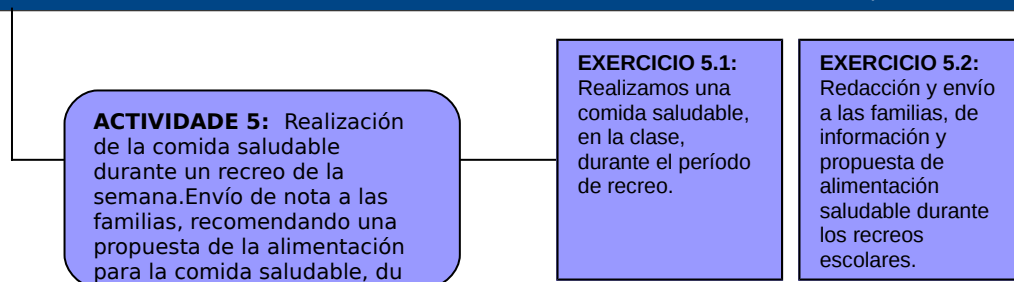 ACTIVIDADE 5: Realización
de la comida saludable
durante un recreo de la
semana.Envío de nota a las
familias, recomendando una
propuesta de la alimentación
para la comida saludable, du
EXERCICIO 5.1:
Realizamos una
comida saludable,
en la clase,
durante el período
de recreo.
EXERCICIO 5.2:
Redacción y envío
a las familias, de
información y
propuesta de
alimentación
saludable durante
los recreos
escolares.